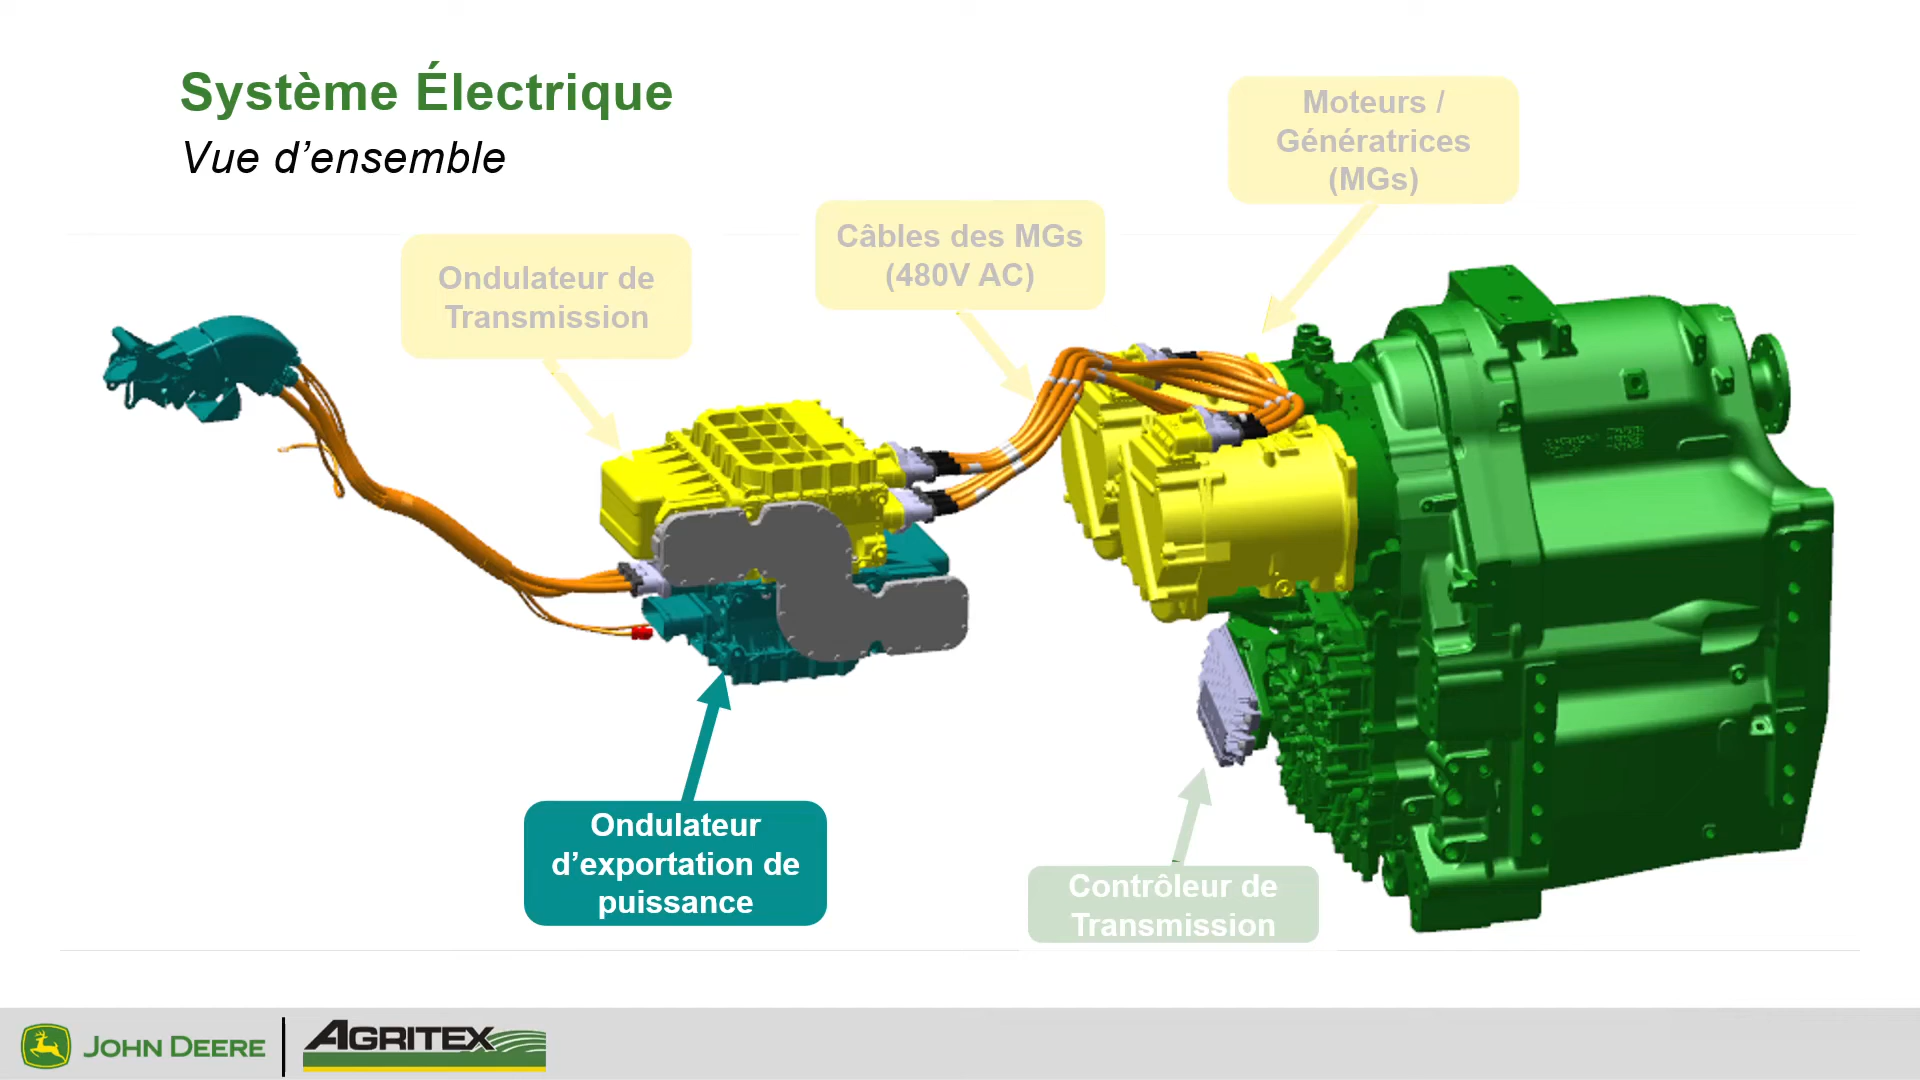 Système Électrique
Vue d’ensemble
Moteurs /
Génératrices
(MGs)
Câbles des MGs
(480V AC)
Ondulateur de
Transmission
Ondulateur
d’exportation de
puissance
Contrôleur de
Transmission
JOHN DEERE
AGRITEX